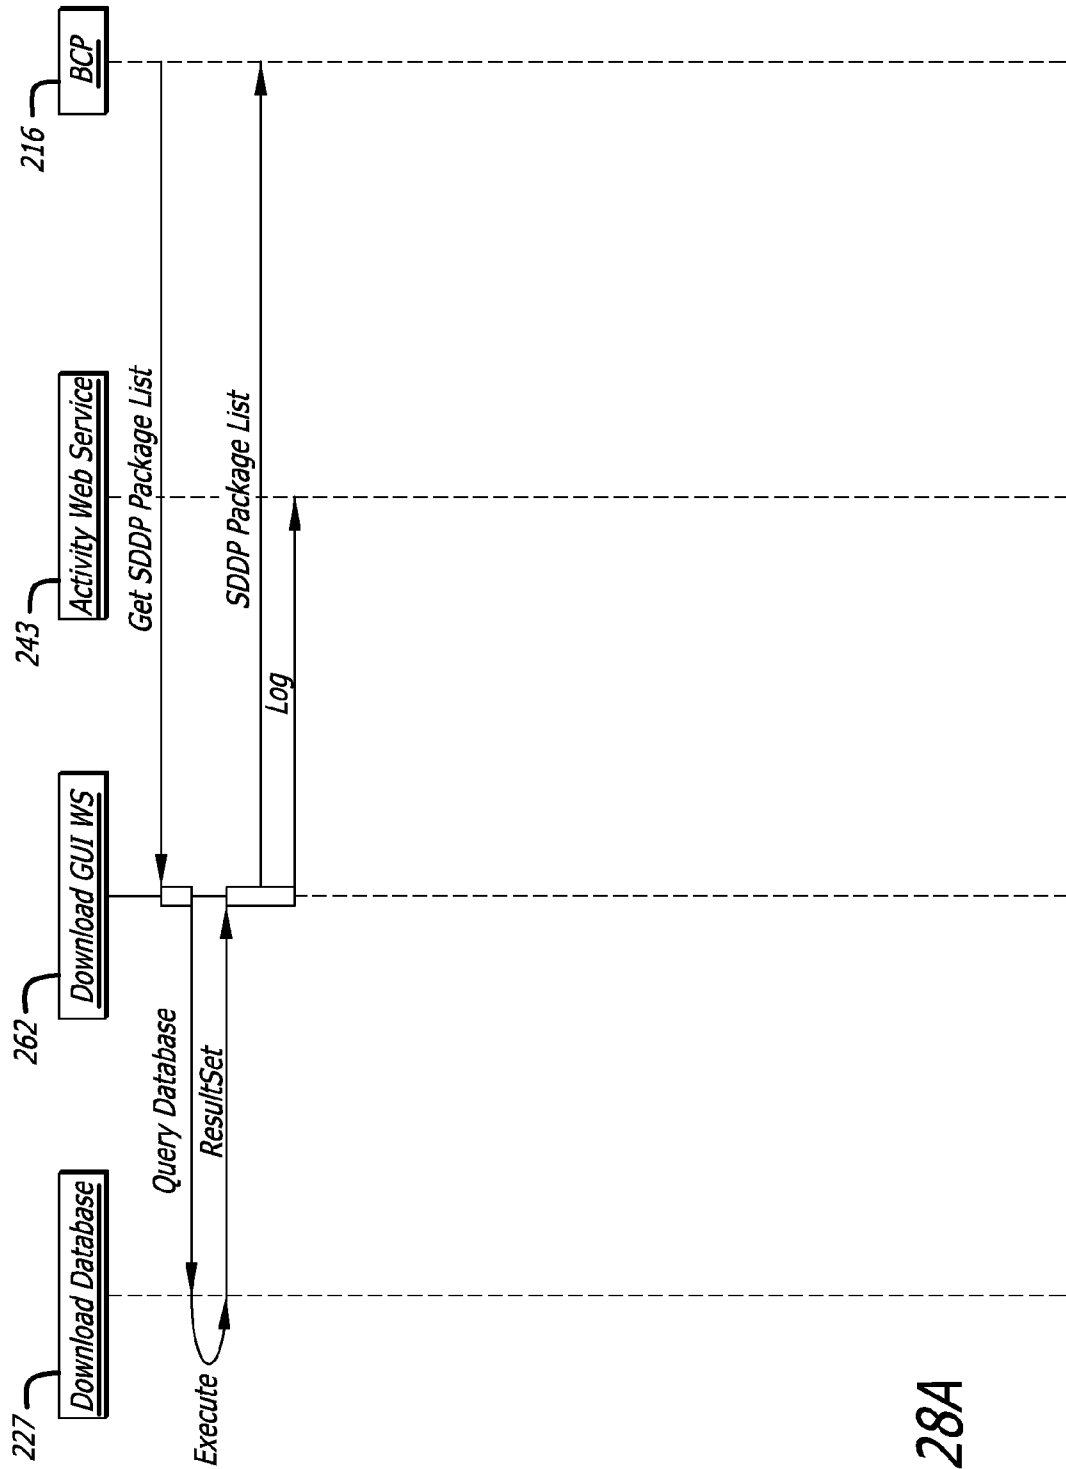 227
262
243
216
Download Database
Download GUI WS
Activity Web Service
BCP
Get SDDP Package List
Query Database
Execute
ResultSet
SDDP Package List
Log
28A